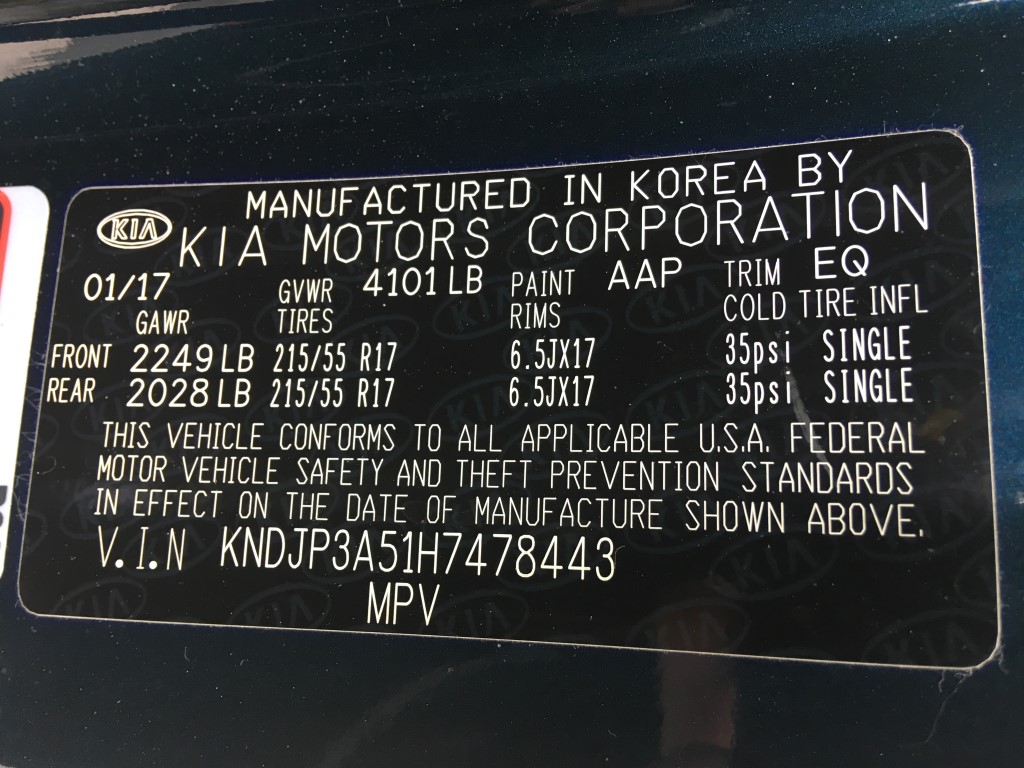 MANUFACTURED IN KOREA BY
KIA KIA MOTORS CORPORATION
01/17 GVWR 4101 LB PAINT AAP TRIM EQ
GAWR TIRES RIMS COLD TIRE INFL
FRONT 2249 LB 215/55 R17 6.5JX17 35psi SINGLE
REAR 2028 LB 215/55 R17 6.5JX17 35psi SINGLE
THIS VEHICLE CONFORMS TO ALL APPLICABLE U.S.A. FEDERAL
MOTOR VEHICLE SAFETY AND THEFT PREVENTION STANDARDS
IN EFFECT ON THE DATE OF MANUFACTURE SHOWN ABOVE.
V.I.N KNDJP3A51H7478443
MPV